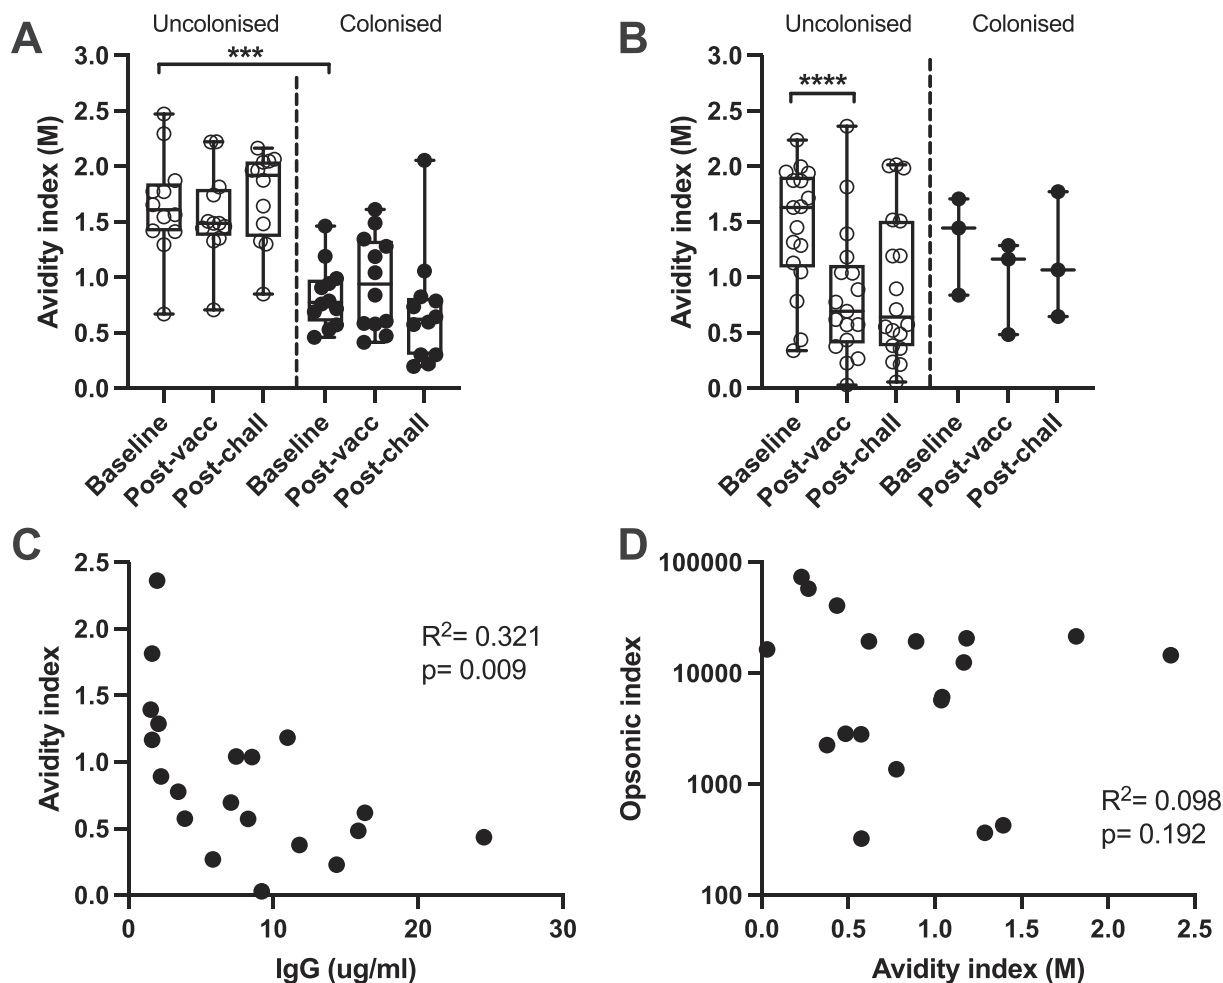 A
Uncolonised Colonised
***
3.0
2.5
2.0
1.5
1.0
0.5
0.0
Avidity index (M)
Baseline
Post-vacc
Post-chall
Baseline
Post-vacc
Post-chall
B
Uncolonised Colonised
****
3.0
2.5
2.0
1.5
1.0
0.5
0.0
Avidity index (M)
Baseline
Post-vacc
Post-chall
Baseline
Post-vacc
Post-chall
C
2.5
2.0
1.5
1.0
0.5
0.0
Avidity index
R²= 0.321
p= 0.009
0 10 20 30
IgG (ug/ml)
D
100000
10000
1000
100
Opsonic index
R²= 0.098
p= 0.192
0.0 0.5 1.0 1.5 2.0 2.5
Avidity index (M)